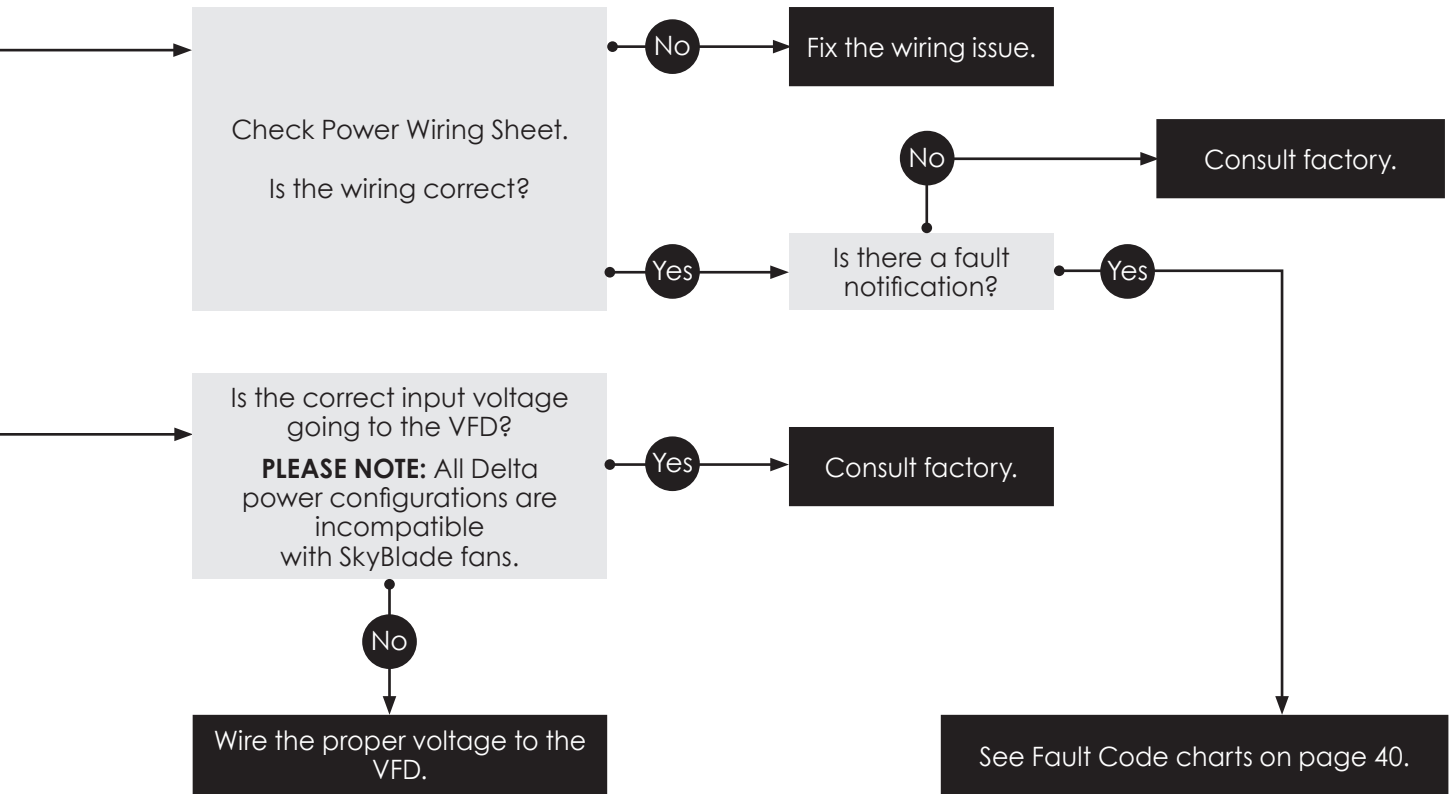 Check Power Wiring Sheet.
Is the wiring correct?
No
Fix the wiring issue.
Yes
Is there a fault
notification?
No
Consult factory.
Yes
See Fault Code charts on page 40.
Is the correct input voltage
going to the VFD?
PLEASE NOTE: All Delta
power configurations are
incompatible
with SkyBlade fans.
Yes
Consult factory.
No
Wire the proper voltage to the
VFD.